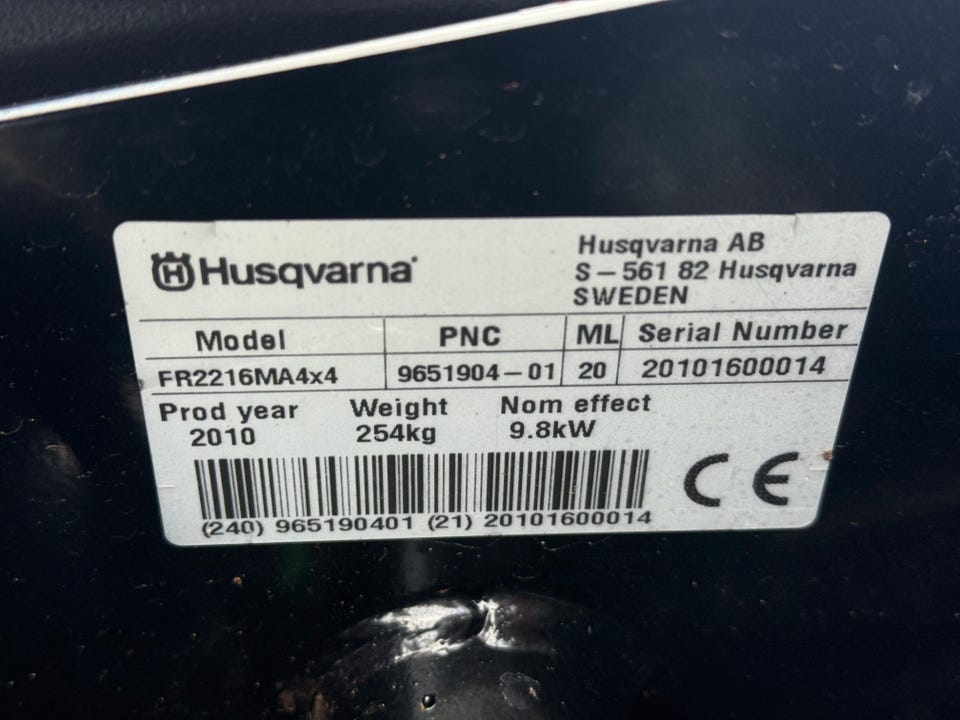 Husqvarna
Husqvarna AB
S-561 82 Husqvarna
SWEDEN
Model PNC ML Serial Number
FR2216MA4x4 9651904-01 20 20101600014
Prod year Weight Nom effect
2010 254kg 9.8kW
(240) 965190401 (21) 20101600014
CE